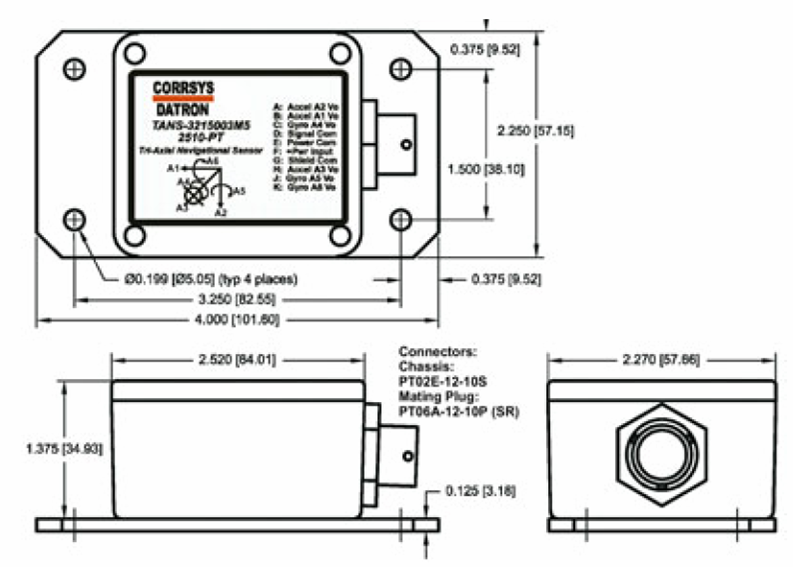 0.375 [9.52]
CORRSYS
DATRON
TANS-3215003M5
2510-PT
Tri-Axial Navigational Sensor
A1
A6
A4
A5
A3
A2
A: Accel A2 Vo
B: Accel A1 Vo
C: Gyro A4 Vo
D: Signal Com
E: Power Com
F: +Pwr Input
G: Shield Com
H: Accel A3 Vo
J: Gyro A5 Vo
K: Gyro A6 Vo
2.250 [57.15]
1.500 [38.10]
Ø0.199 [Ø5.05] (typ 4 places)
0.375 [9.52]
3.250 [82.55]
4.000 [101.60]
2.520 [64.01]
Connectors:
Chassis:
PT02E-12-10S
Mating Plug:
PT06A-12-10P (SR)
2.270 [57.66]
1.375 [34.93]
0.125 [3.18]